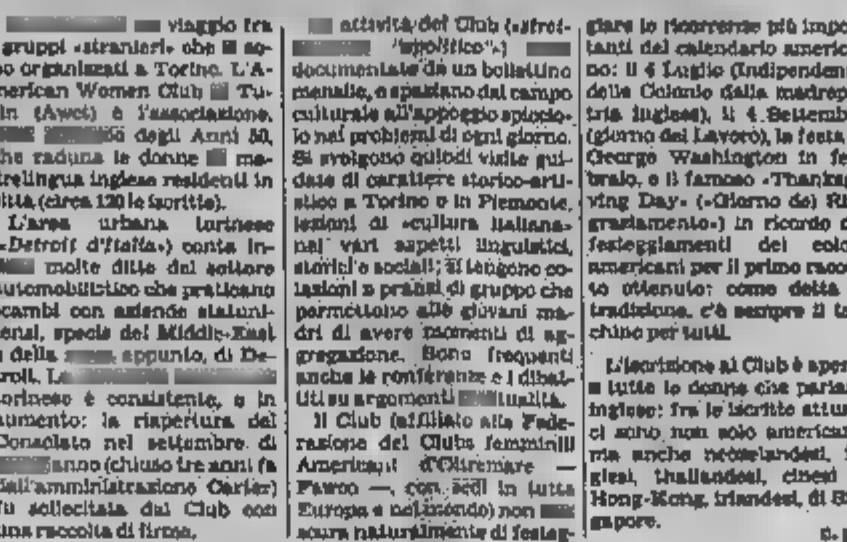 viaggio tra
gruppi «stranieri» che
organizzati a Torino. L'A-
merican Women Club Tu-
rin (Awct) è l'associazione,
degli Anni 50,
che raduna le donne ma-
drelingua inglese residenti in
città (circa 120 le iscritte).
L'area urbana torinese
«Detroit d'Italia») conta in-
molte ditte del settore
automobilistico che praticano
scambi con aziende statuni-
tensi, specie del Middle-East
e della appunto, di De-
troit. La
torinese è consistente, e in
aumento: la riapertura del
Consolato nel settembre di
anno (chiuso tre anni fa
dall'amministrazione Carter)
fu sollecitata dal Club con
una raccolta di firme.
attività del Club («stret-
"apolitico")
documentate da un bollettino
mensile, e spaziano dal campo
culturale all'appoggio spiccio-
lo nei problemi di ogni giorno.
Si svolgono quindi visite gui-
date di carattere storico-arti-
stico a Torino e in Piemonte,
lezioni di «cultura italiana»
nei vari aspetti linguistici,
storici e sociali; si tengono co-
lazioni e pranzi di gruppo che
permettono alle giovani ma-
dri di avere momenti di ag-
gregazione. Sono frequenti
anche le conferenze e i dibat-
titi su argomenti
Il Club (affiliato alla Fede-
razione dei Clubs femminili
Americani d'Oltremare —
Fawco —, con sedi in tutta
Europa e nel mondo) non
scura naturalmente di festeg-
giare le ricorrenze più impo
tanti del calendario americ
no: il 4 Luglio (Indipenden
delle Colonie dalla madrep
tria inglese), il 4 Settemb
(giorno del Lavoro), la festa
George Washington in fe
braio, e il famoso «Thanksg
ving Day» («Giorno del Ri
graziamento») in ricordo d
festeggiamenti dei colo
americani per il primo racco
to ottenuto: come detta
tradizione, c'è sempre il ta
chino per tutti.
L'iscrizione al Club è aper
a tutte le donne che parla
inglese: fra le iscritte attua
ci sono non solo american
ma anche neozelandesi, i
glesi, thailandesi, cinesi
Hong-Kong, irlandesi, di Si
gapore.